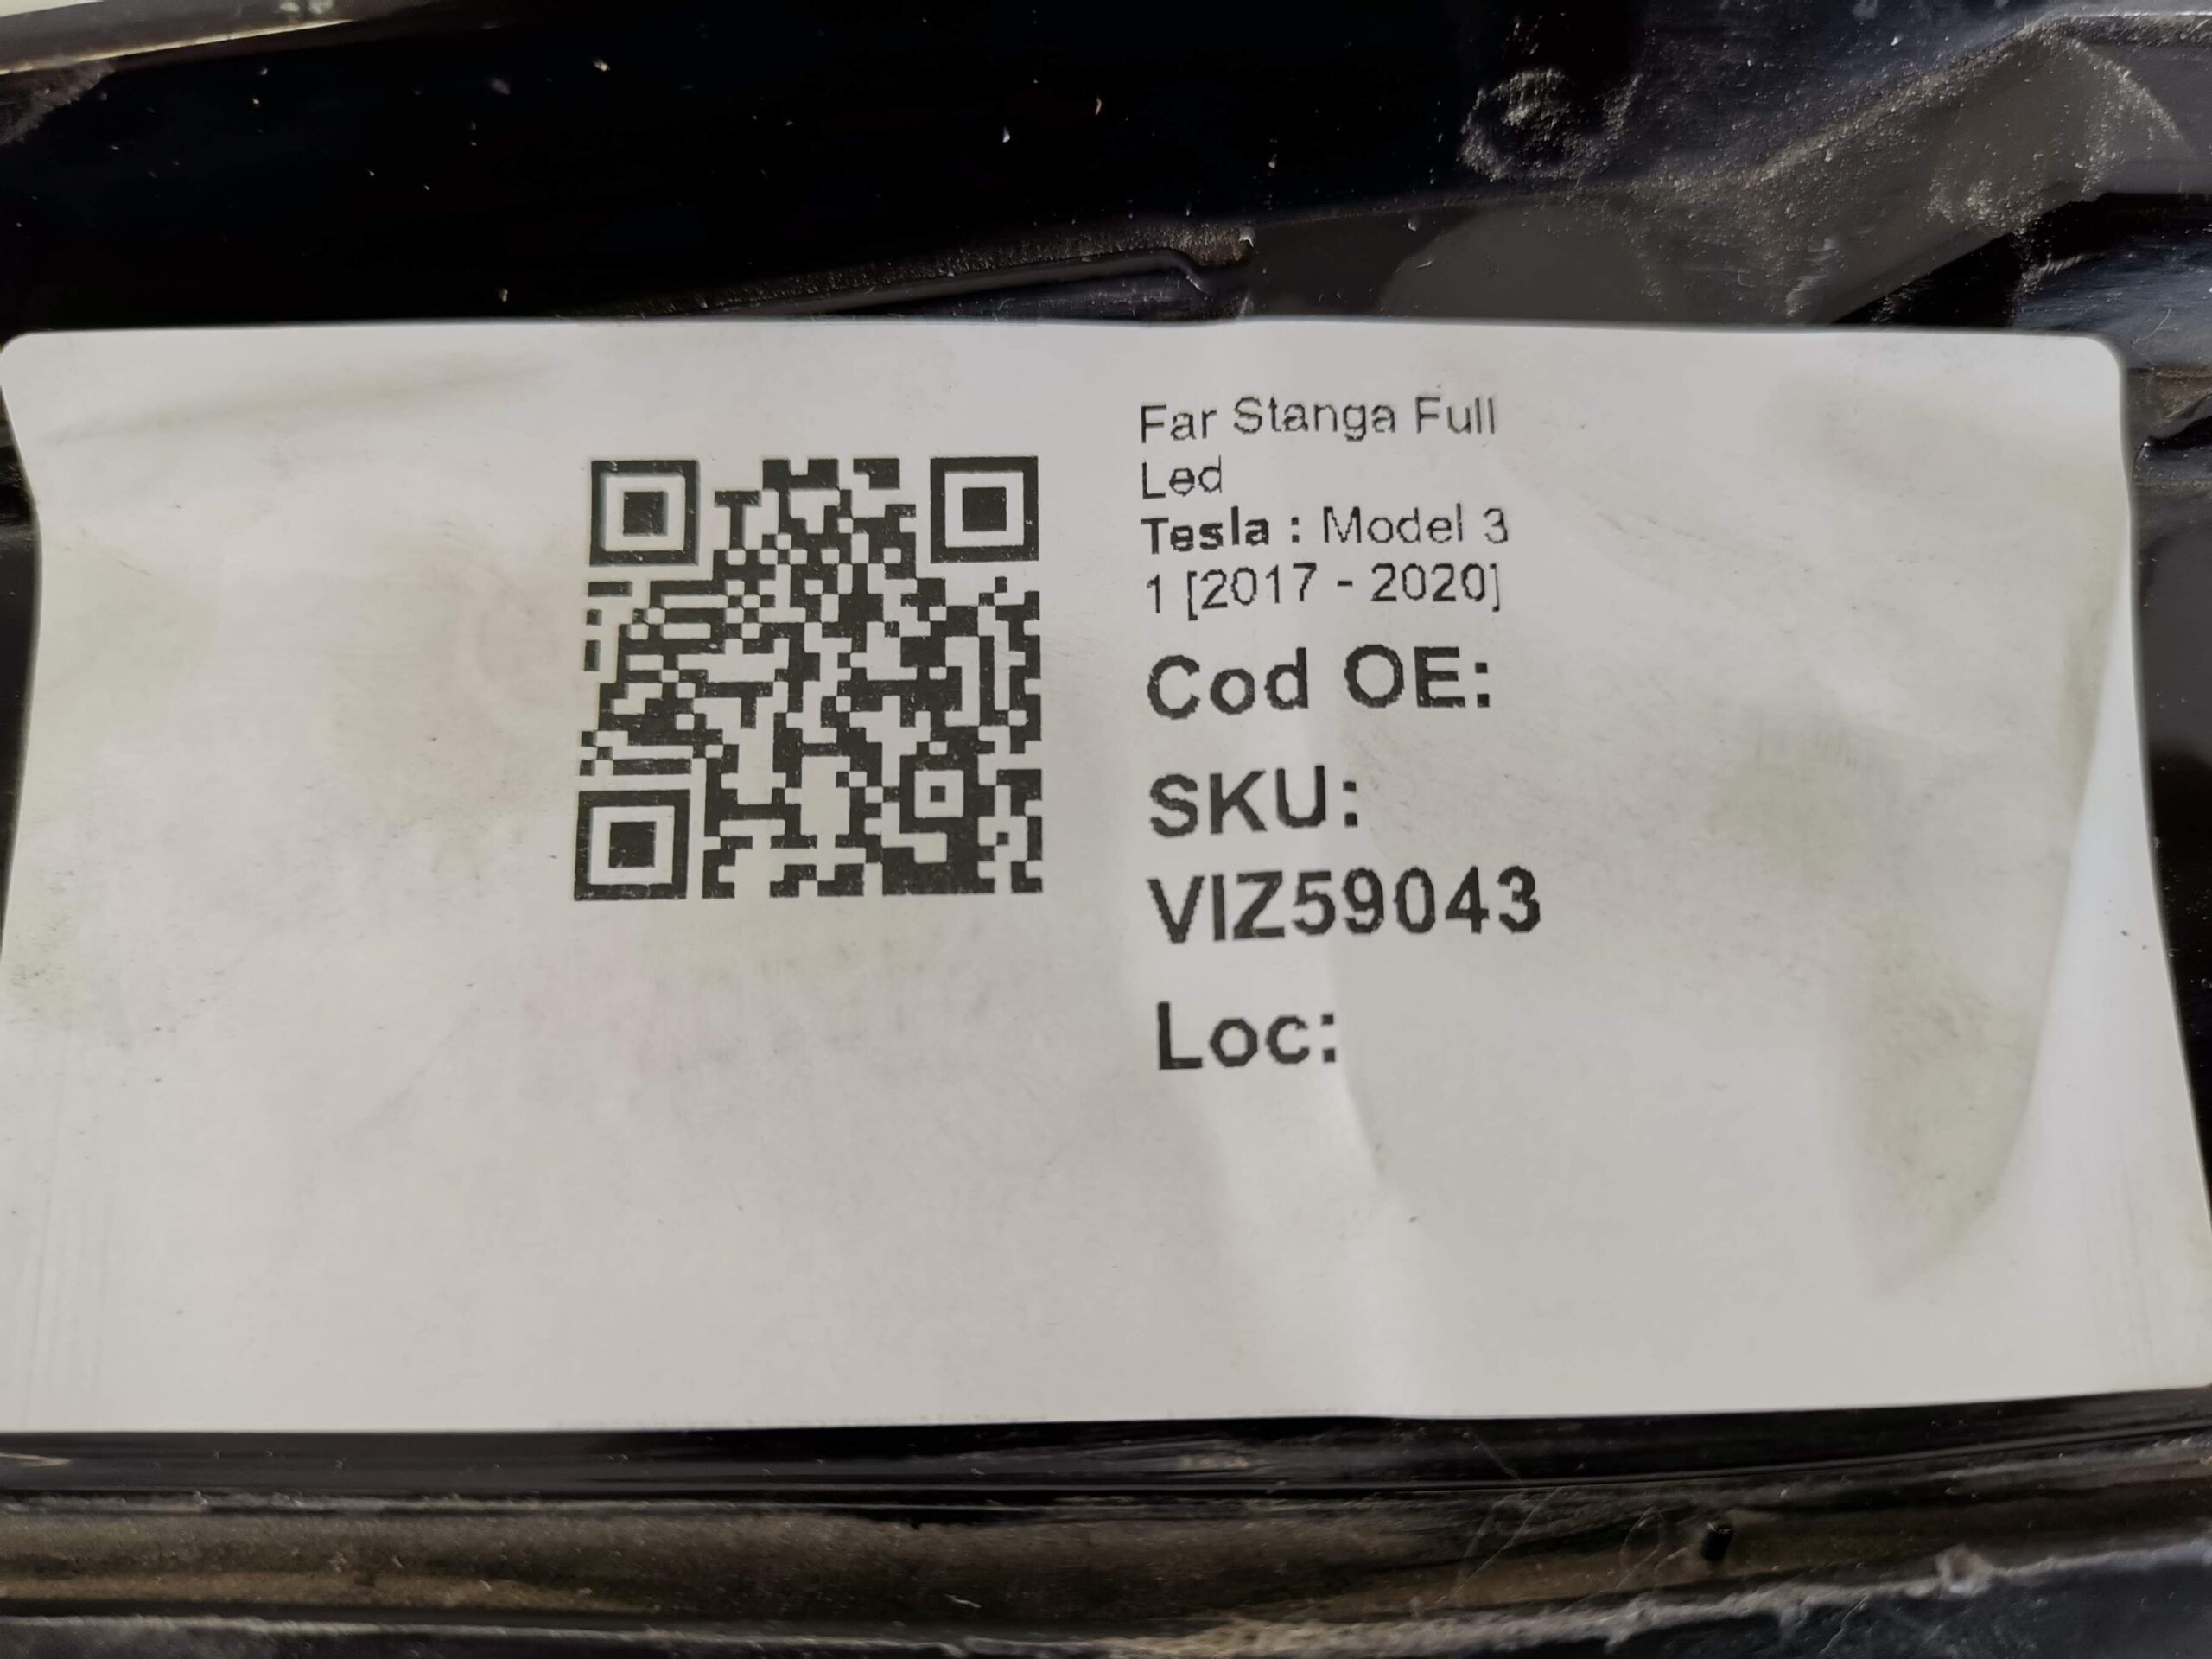 Far Stanga Full
Led
Tesla : Model 3
1 [2017 - 2020]
Cod OE:
SKU:
VIZ59043
Loc: